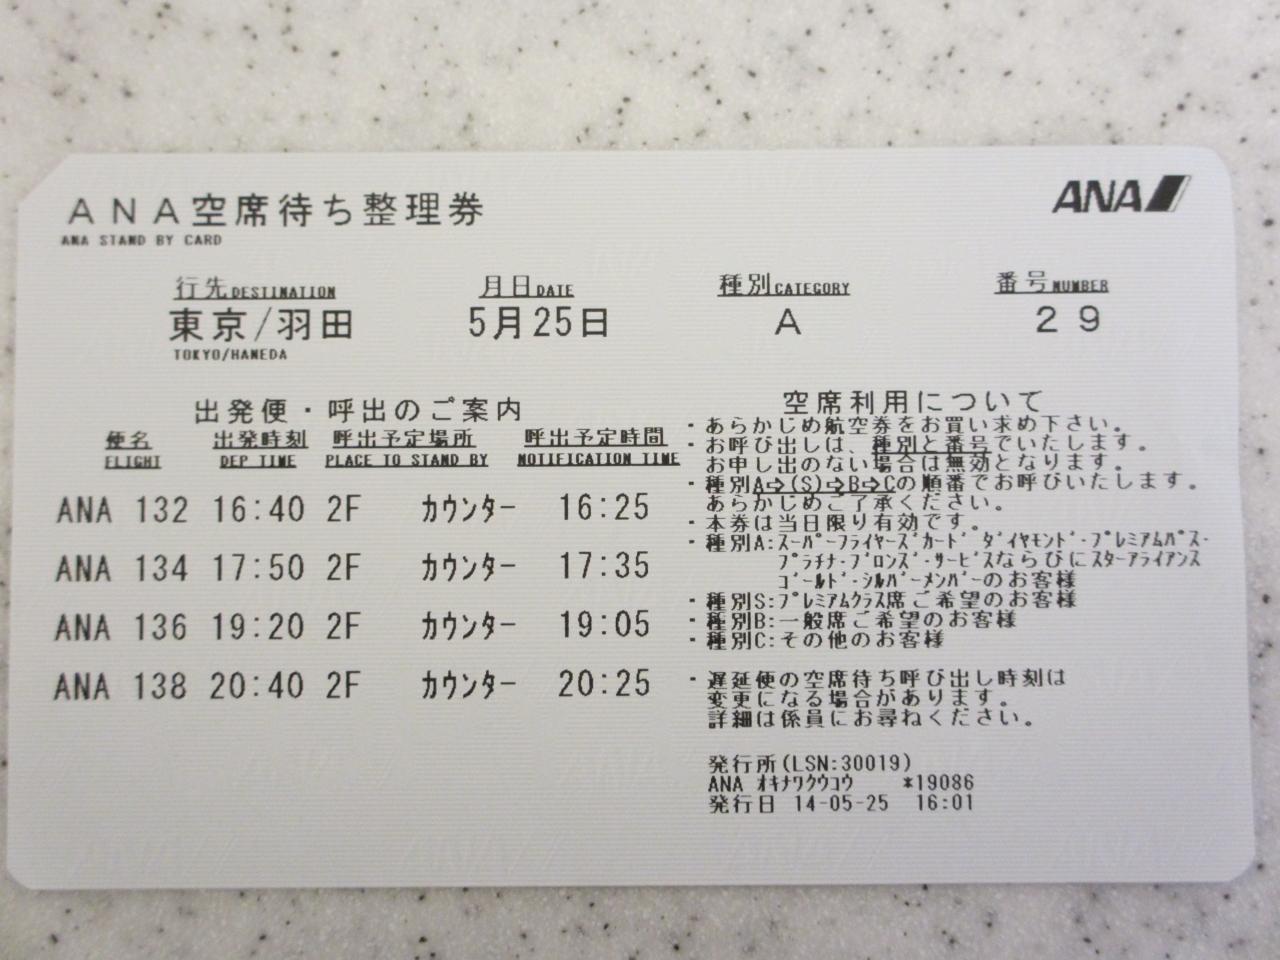 ANA空席待ち整理券
ANA STAND BY CARD
ANA
行先DESTINATION 月日DATE 種別CATEGORY 番号NUMBER
東京/羽田 5月25日 A 29
TOKYO/HANEDA
出発便・呼出のご案内
便名 出発時刻 呼出予定場所 呼出予定時間
FLIGHT DEP TIME PLACE TO STAND BY NOTIFICATION TIME
ANA 132 16:40 2F カウンター 16:25
ANA 134 17:50 2F カウンター 17:35
ANA 136 19:20 2F カウンター 19:05
ANA 138 20:40 2F カウンター 20:25
空席利用について
・あらかじめ航空券をお買い求め下さい。
・お呼び出しは、種別と番号でいたします。
お申し出のない場合は無効となります。
・種別A⇨(S)⇨B⇨Cの順番でお呼びいたします。
あらかじめご了承ください。
・本券は当日限り有効です。
・種別A:ｽｰﾊﾟｰﾌﾗｲﾔｰｽﾞｶｰﾄﾞ ﾀﾞｲﾔﾓﾝﾄﾞ・ﾌﾟﾚﾐｱﾑﾊﾟｽ・
ﾌﾟﾗﾁﾅ・ﾌﾞﾛﾝｽﾞ・ｻｰﾋﾞｽならびにｽﾀｰｱﾗｲｱﾝｽ
ｺﾞｰﾙﾄﾞ・ｼﾙﾊﾞｰﾒﾝﾊﾞｰのお客様
・種別S:ﾌﾟﾚﾐｱﾑｸﾗｽ席ご希望のお客様
・種別B:一般席ご希望のお客様
・種別C:その他のお客様
・遅延便の空席待ち呼び出し時刻は
変更になる場合があります。
詳細は係員にお尋ねください。
発行所(LSN:30019)
ANA ｵｷﾅﾜｸｳｺｳ *19086
発行日 14-05-25 16:01